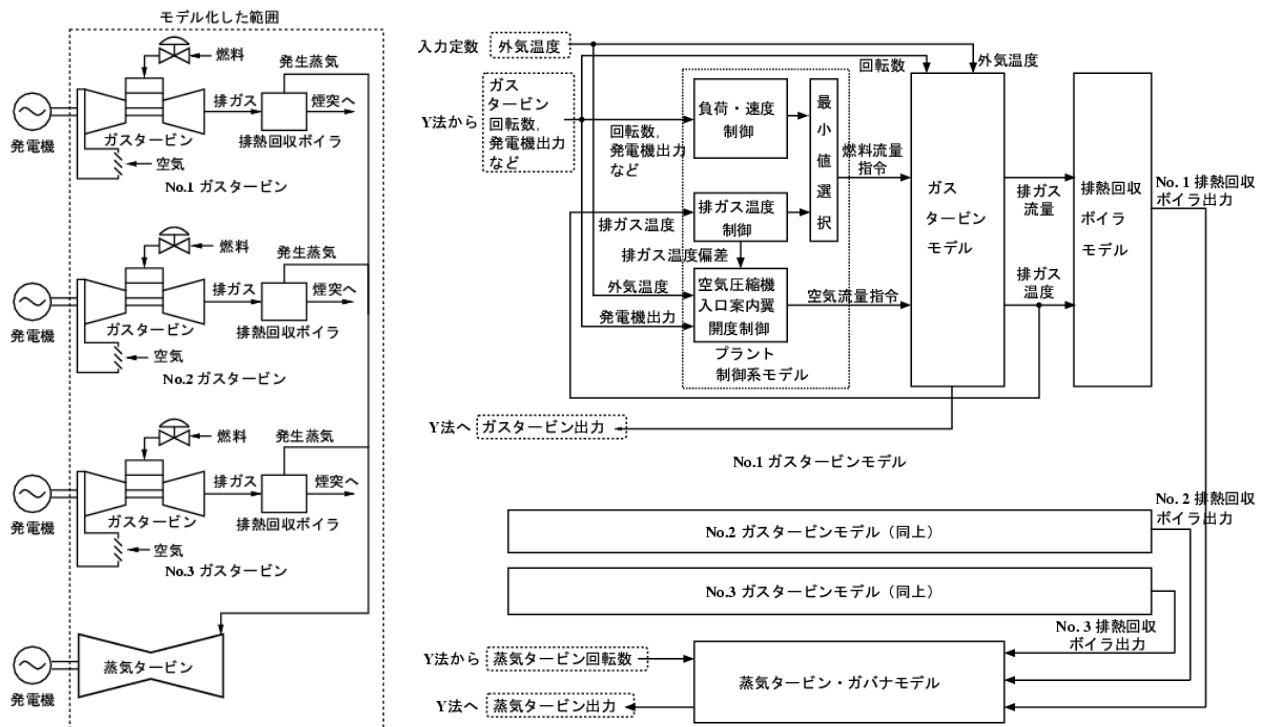 モデル化した範囲
燃料
発生蒸気
排ガス
煙突へ
ガスタービン
排熱回収ボイラ
発電機
空気
No.1 ガスタービン
燃料
発生蒸気
排ガス
煙突へ
ガスタービン
排熱回収ボイラ
発電機
空気
No.2 ガスタービン
燃料
発生蒸気
排ガス
煙突へ
ガスタービン
排熱回収ボイラ
発電機
空気
No.3 ガスタービン
蒸気タービン
発電機
入力定数
外気温度
回転数
外気温度
Y法から
ガス
タービン
回転数,
発電機出力
など
回転数,
発電機出力
など
負荷・速度
制御
最小値選択
燃料流量
指令
排ガス温度
排ガス温度
制御
排ガス温度偏差
外気温度
発電機出力
空気圧縮機
入口案内翼
開度制御
空気流量指令
プラント
制御系モデル
ガス
タービン
モデル
排ガス
流量
排ガス
温度
排熱回収
ボイラ
モデル
No. 1 排熱回収
ボイラ出力
Y法へ
ガスタービン出力
No.1 ガスタービンモデル
No. 2 排熱回収
ボイラ出力
No.2 ガスタービンモデル（同上）
No.3 ガスタービンモデル（同上）
No. 3 排熱回収
ボイラ出力
Y法から
蒸気タービン回転数
蒸気タービン・ガバナモデル
Y法へ
蒸気タービン出力